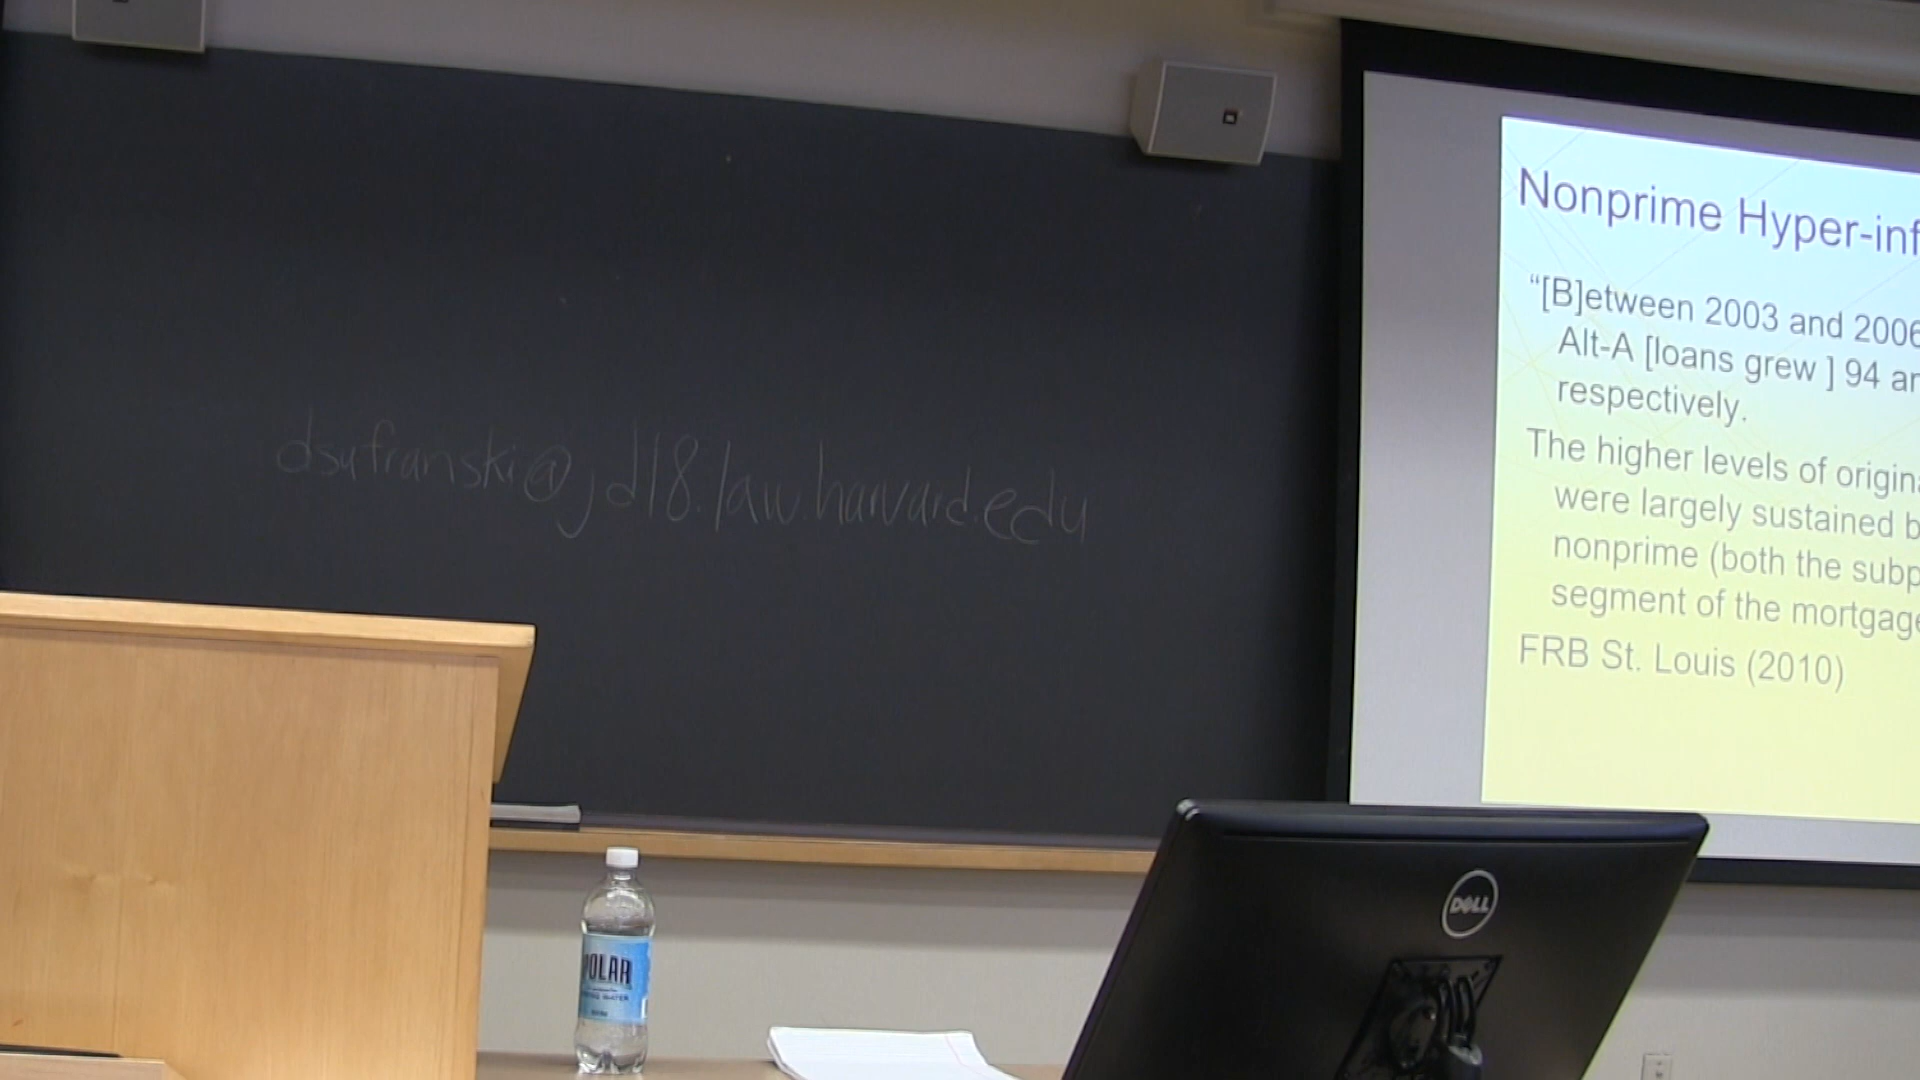 dsufranski@jd18.law.harvard.edu
Nonprime Hyper-inf
“[B]etween 2003 and 2006
Alt-A [loans grew ] 94 an
respectively.
The higher levels of origina
were largely sustained b
nonprime (both the subp
segment of the mortgage
FRB St. Louis (2010)
POLAR
WATER
DELL